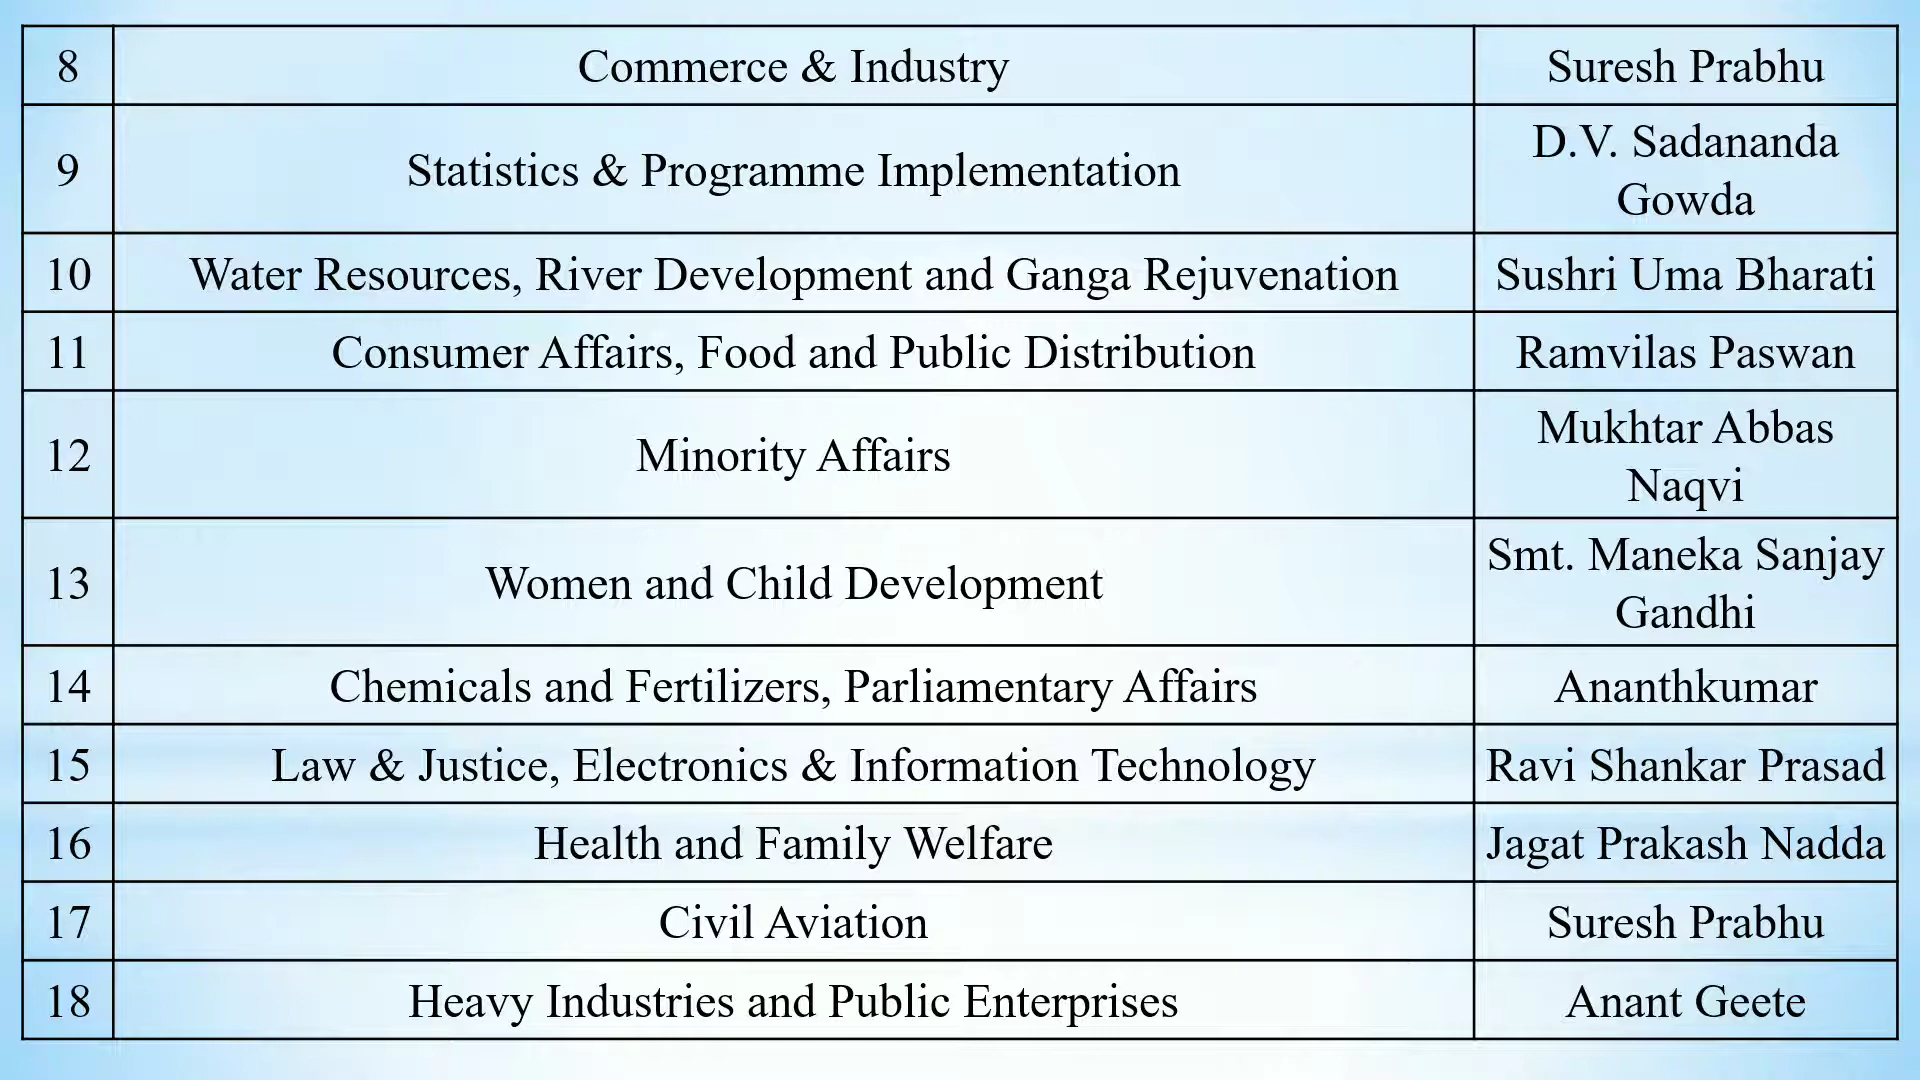 8 Commerce & Industry Suresh Prabhu
9 Statistics & Programme Implementation D.V. Sadananda
Gowda
10 Water Resources, River Development and Ganga Rejuvenation Sushri Uma Bharati
11 Consumer Affairs, Food and Public Distribution Ramvilas Paswan
12 Minority Affairs Mukhtar Abbas
Naqvi
13 Women and Child Development Smt. Maneka Sanjay
Gandhi
14 Chemicals and Fertilizers, Parliamentary Affairs Ananthkumar
15 Law & Justice, Electronics & Information Technology Ravi Shankar Prasad
16 Health and Family Welfare Jagat Prakash Nadda
17 Civil Aviation Suresh Prabhu
18 Heavy Industries and Public Enterprises Anant Geete